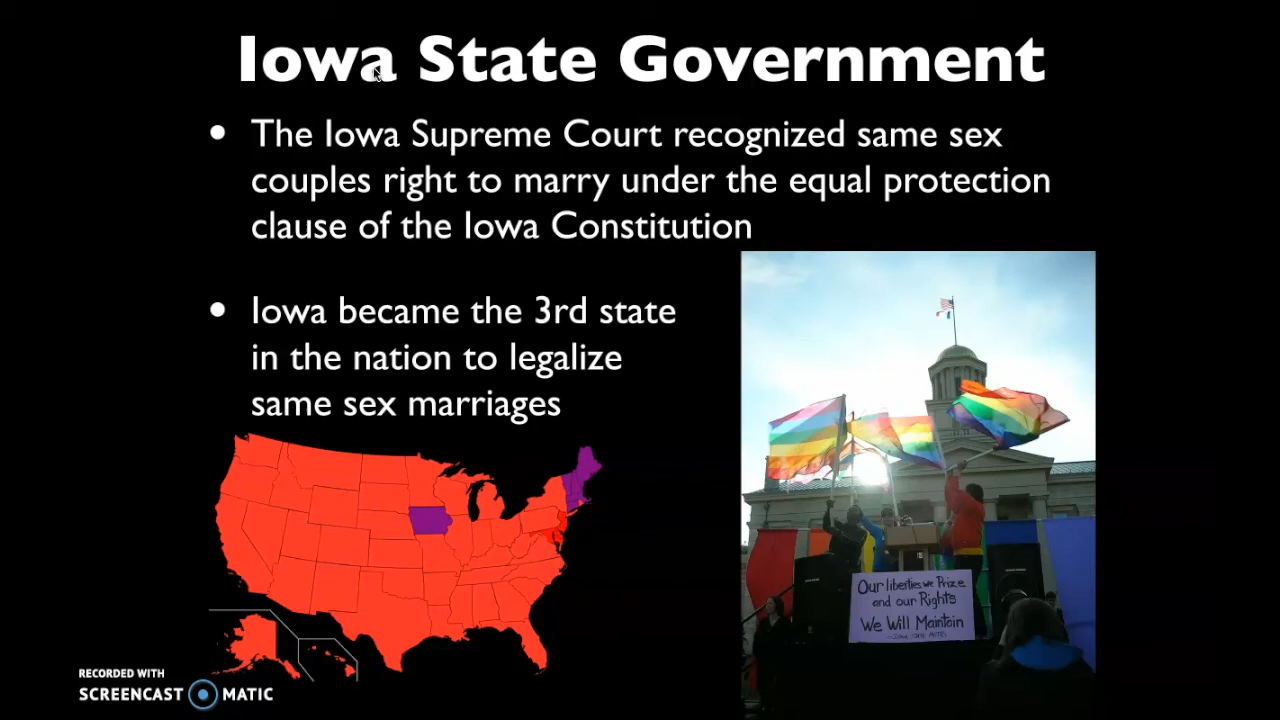 Iowa State Government
• The Iowa Supreme Court recognized same sex
couples right to marry under the equal protection
clause of the Iowa Constitution
• Iowa became the 3rd state
in the nation to legalize
same sex marriages
Our liberties we Prize
and our Rights
We Will Maintain
RECORDED WITH
SCREENCAST MATIC